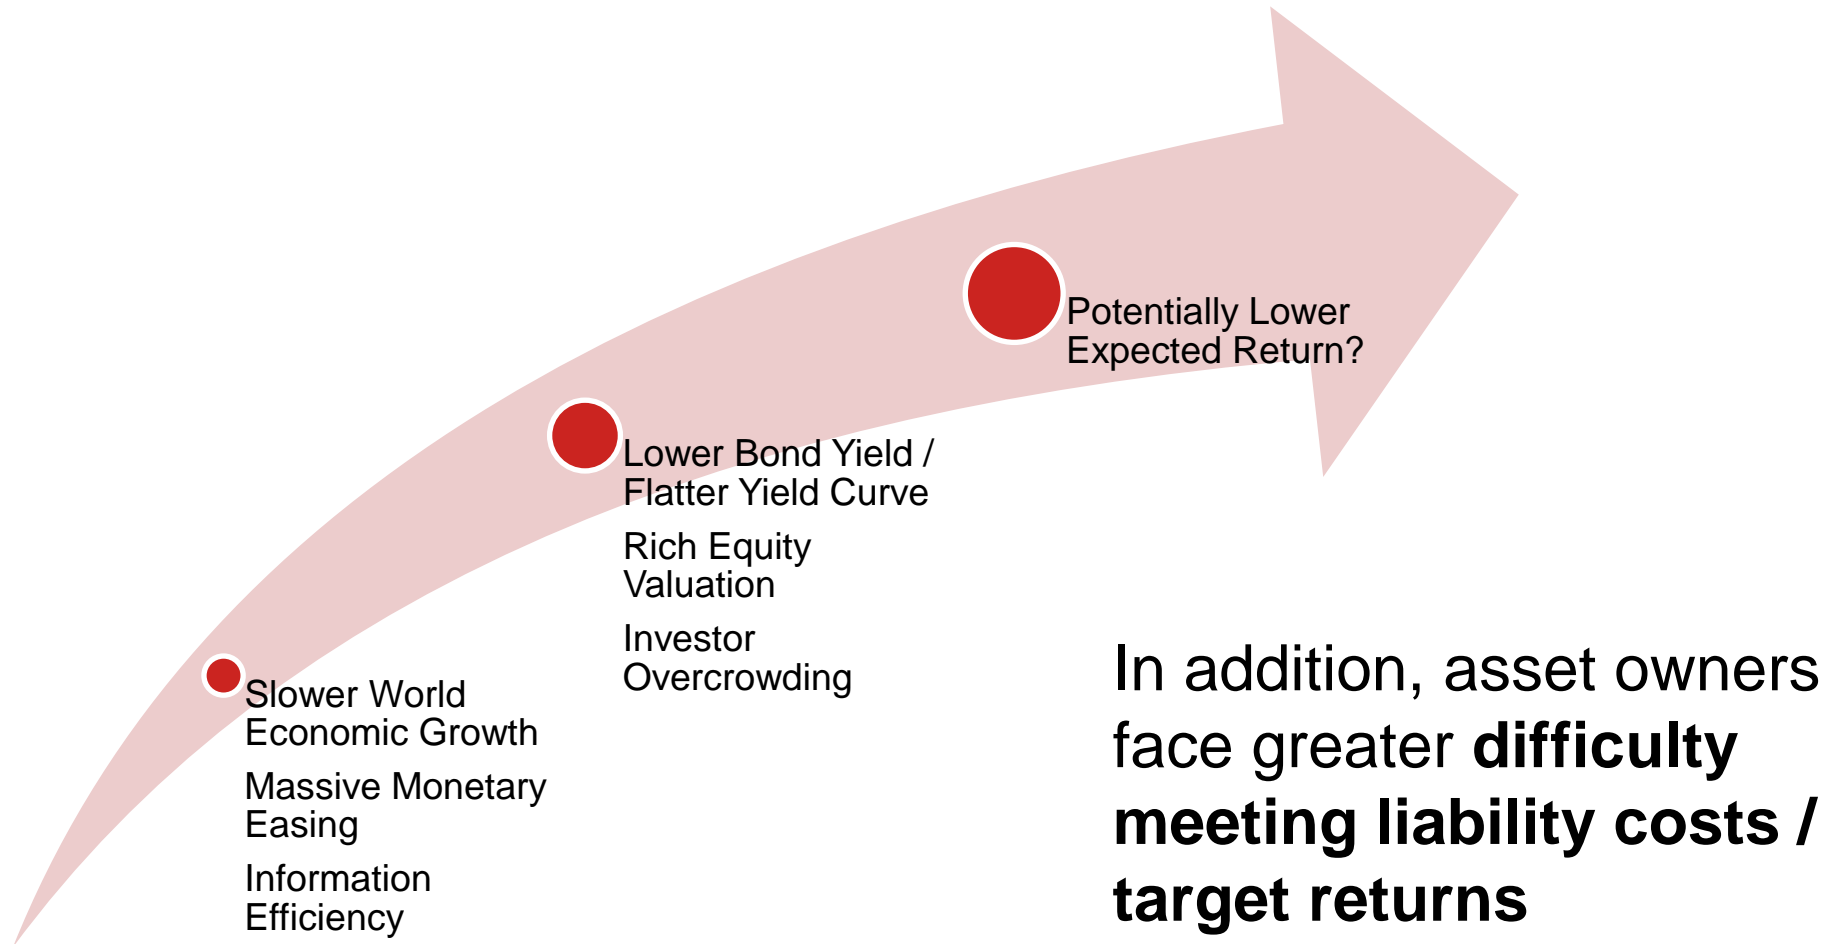 Slower World
Economic Growth
Massive Monetary
Easing
Information
Efficiency
Lower Bond Yield /
Flatter Yield Curve
Rich Equity
Valuation
Investor
Overcrowding
Potentially Lower
Expected Return?
In addition, asset owners
face greater difficulty
meeting liability costs /
target returns